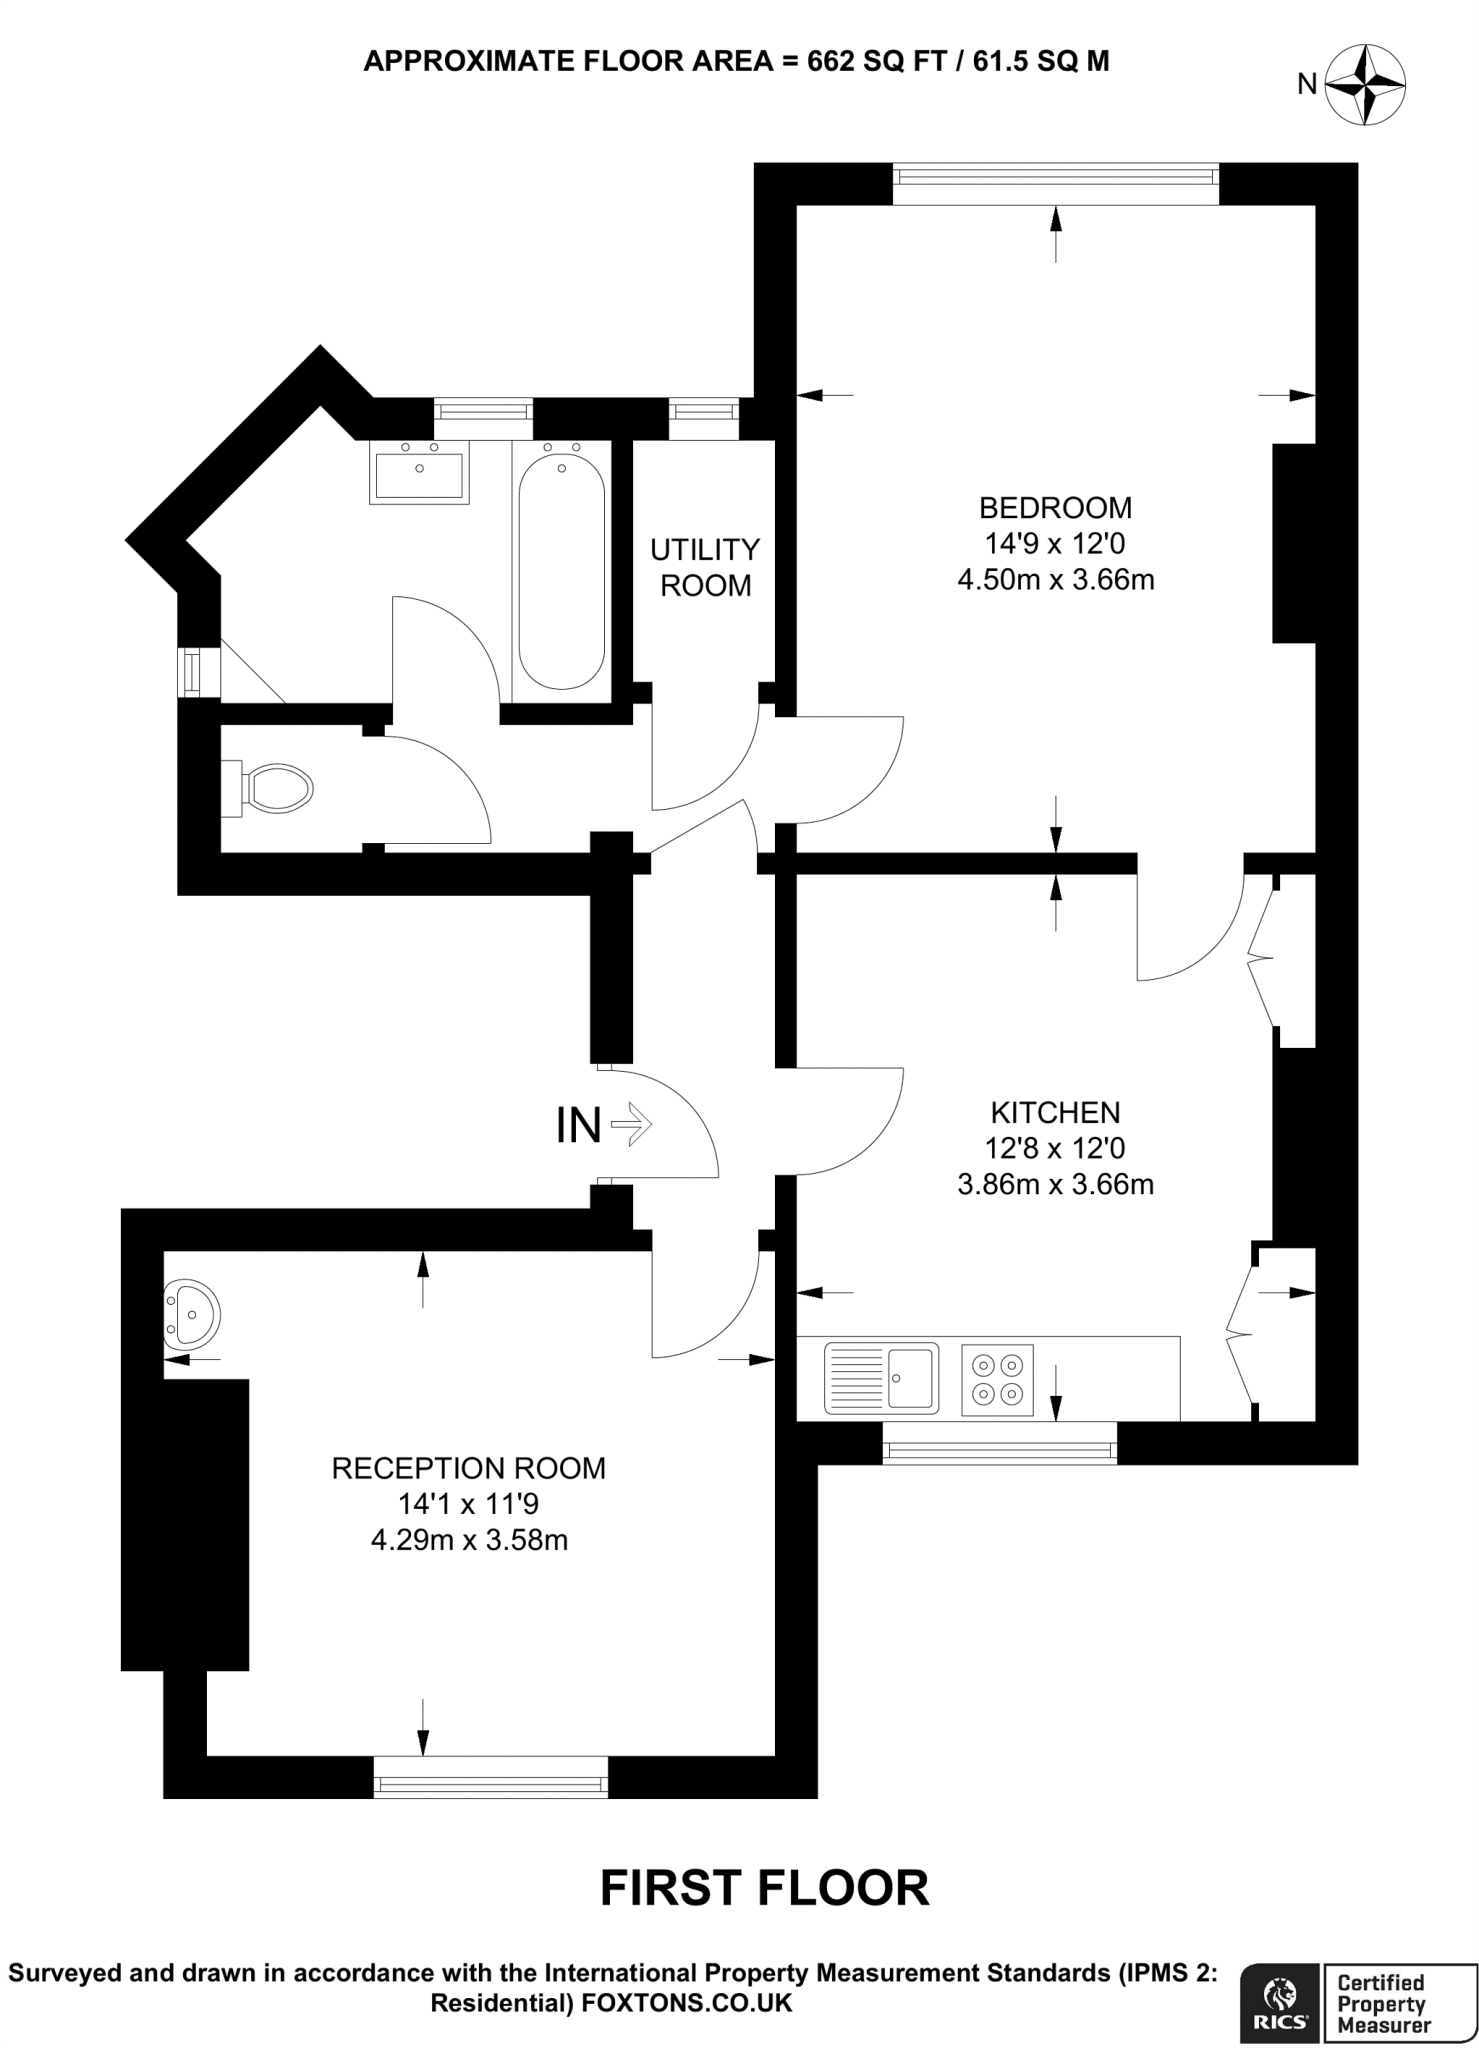 APPROXIMATE FLOOR AREA = 662 SQ FT / 61.5 SQ M
N
BEDROOM
14'9 x 12'0
4.50m x 3.66m
UTILITY
ROOM
IN
KITCHEN
12'8 x 12'0
3.86m x 3.66m
RECEPTION ROOM
14'1 x 11'9
4.29m x 3.58m
FIRST FLOOR
Surveyed and drawn in accordance with the International Property Measurement Standards (IPMS 2:
Residential) FOXTONS.CO.UK
RICS
Certified
Property
Measurer